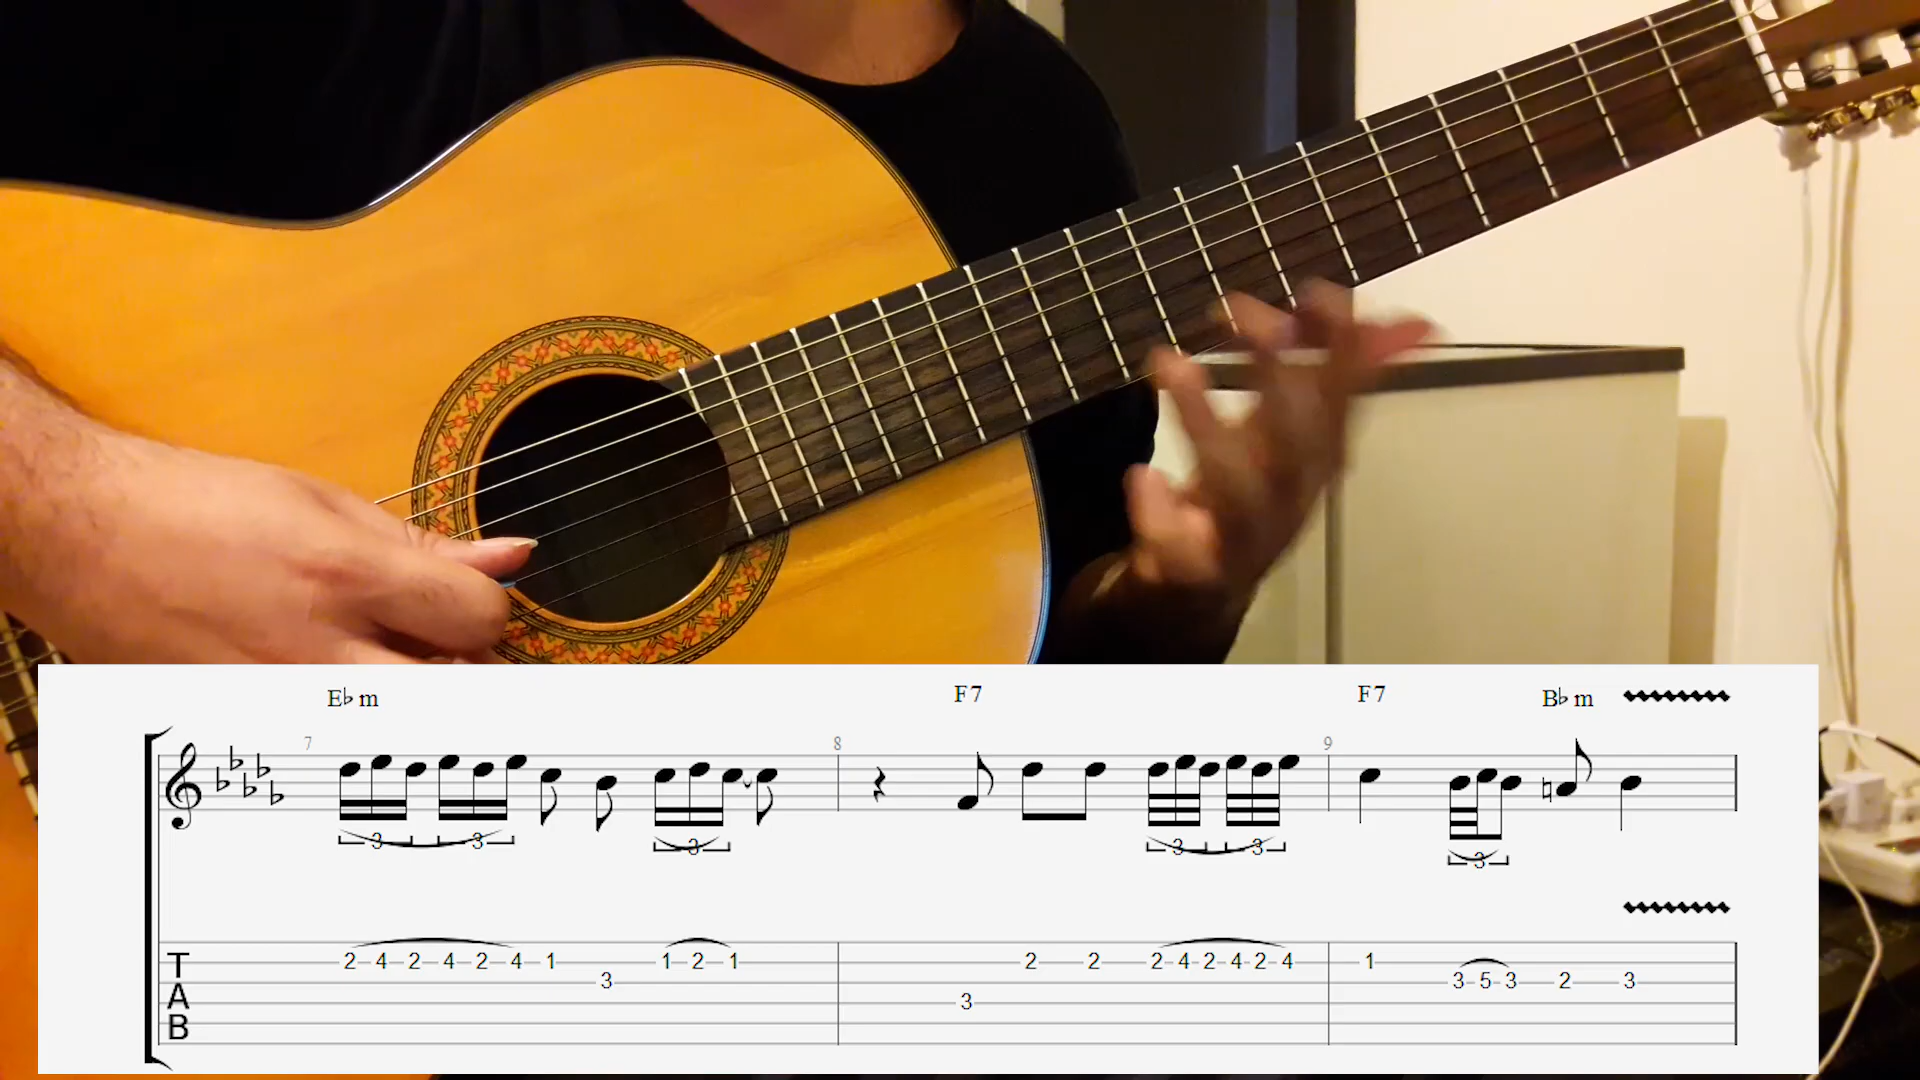 E♭m F7 F7 B♭m
7 8 9
3 3 3 3 3 3
T
A
B
2 4 2 4 2 4 1 1 2 1 2 2 2 4 2 4 2 4 1
3 3 5 3 2 3
3